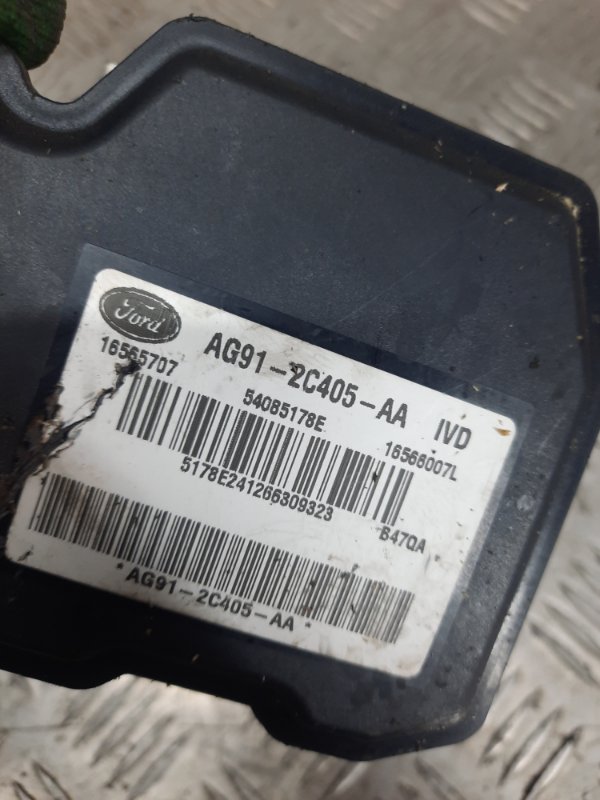 Ford
AG91-2C405-AA IVD
16565707 54085178E 16566007L
5178E241266309323 B47QA
*AG91-2C405-AA*